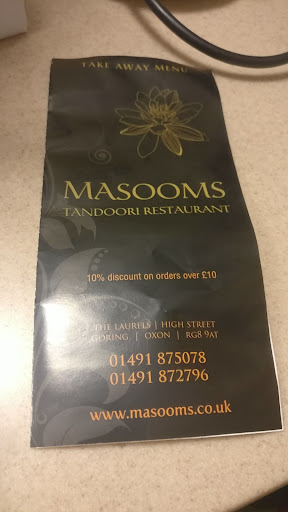 TAKE AWAY MENU
MASOOMS
TANDOORI RESTAURANT
10% discount on orders over £10
THE LAURELS | HIGH STREET
GORING | OXON | RG8 9AT
01491 875078
01491 872796
www.masooms.co.uk